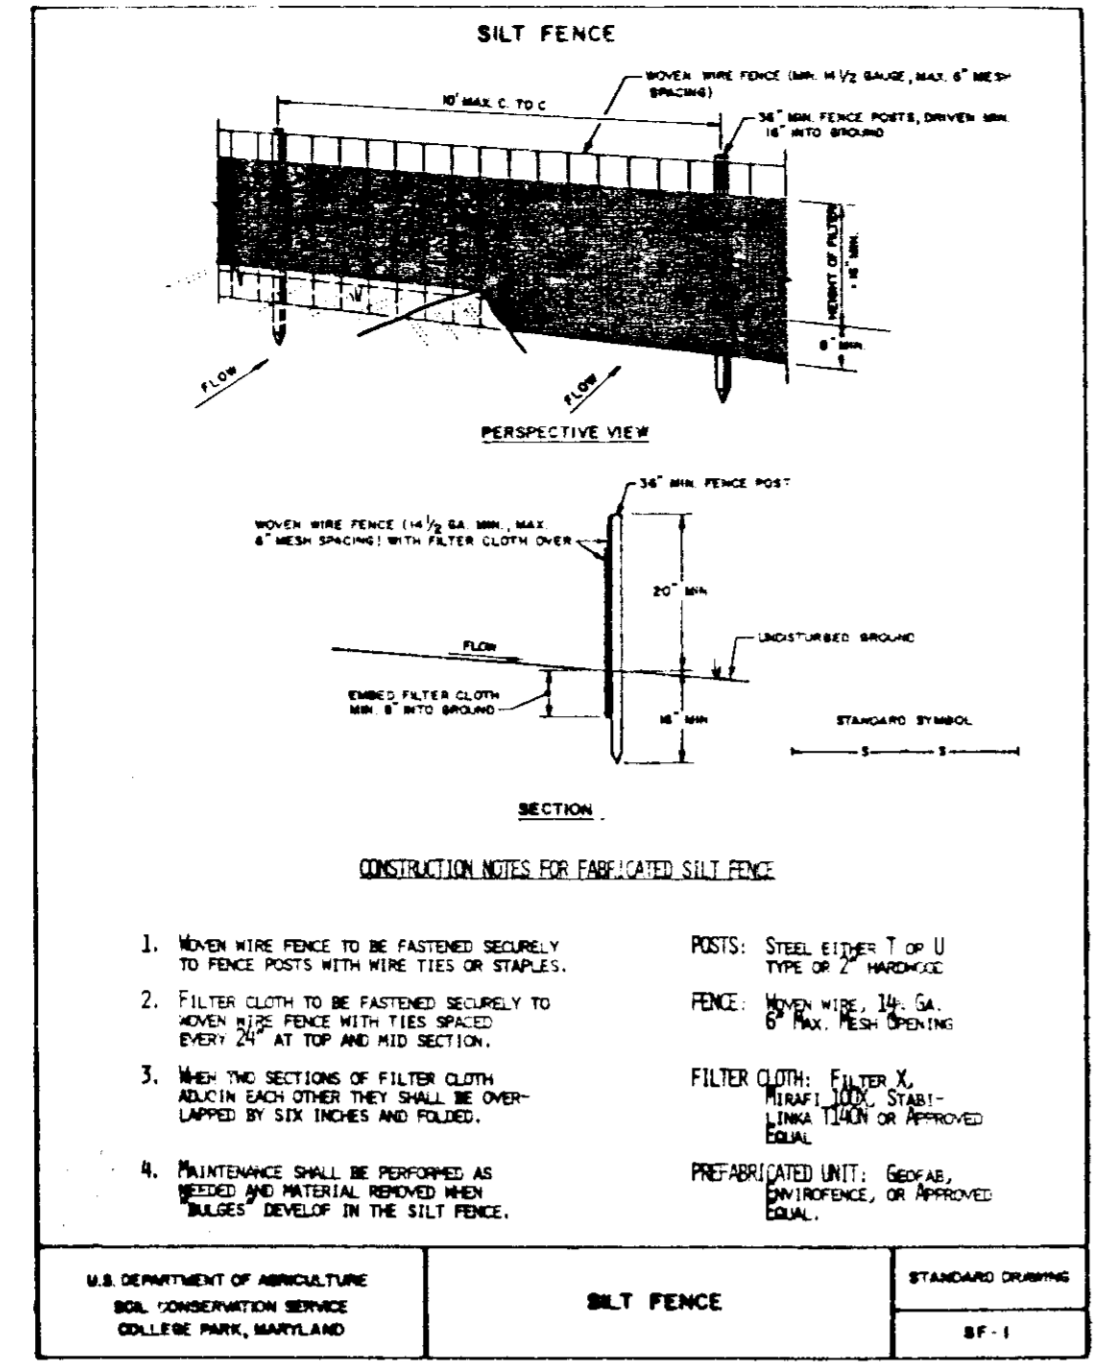 SILT FENCE
WOVEN WIRE FENCE (MIN. 14 1/2 GAUGE, MAX. 6" MESH
SPACING)
10' MAX. C. TO C
36" MIN. FENCE POSTS, DRIVEN MIN.
16" INTO GROUND
HEIGHT OF FILTER
16" MIN.
8" MIN.
FLOW
FLOW
PERSPECTIVE VIEW
36" MIN. FENCE POST
WOVEN WIRE FENCE (14 1/2 GA. MIN., MAX.
6" MESH SPACING) WITH FILTER CLOTH OVER
20" MIN
UNDISTURBED GROUND
FLOW
EMBED FILTER CLOTH
MIN. 8" INTO GROUND
16" MIN
STANDARD SYMBOL
S S
SECTION
CONSTRUCTION NOTES FOR FABRICATED SILT FENCE
1. WOVEN WIRE FENCE TO BE FASTENED SECURELY
TO FENCE POSTS WITH WIRE TIES OR STAPLES.
2. FILTER CLOTH TO BE FASTENED SECURELY TO
WOVEN WIRE FENCE WITH TIES SPACED
EVERY 24" AT TOP AND MID SECTION.
3. WHEN TWO SECTIONS OF FILTER CLOTH
ADJOIN EACH OTHER THEY SHALL BE OVER-
LAPPED BY SIX INCHES AND FOLDED.
4. MAINTENANCE SHALL BE PERFORMED AS
NEEDED AND MATERIAL REMOVED WHEN
"BULGES" DEVELOP IN THE SILT FENCE.
POSTS: STEEL EITHER T OR U
TYPE OR 2" HARDWOOD
FENCE: WOVEN WIRE, GA.
6" MAX. MESH OPENING
FILTER CLOTH: FILTER X,
MIRAFI 100X, STABI-
LINKA T140N OR APPROVED
EQUAL
PREFABRICATED UNIT: GEOFAB,
ENVIROFENCE, OR APPROVED
EQUAL.
U.S. DEPARTMENT OF AGRICULTURE
SOIL CONSERVATION SERVICE
COLLEGE PARK, MARYLAND
SILT FENCE
STANDARD DRAWING
SF-1